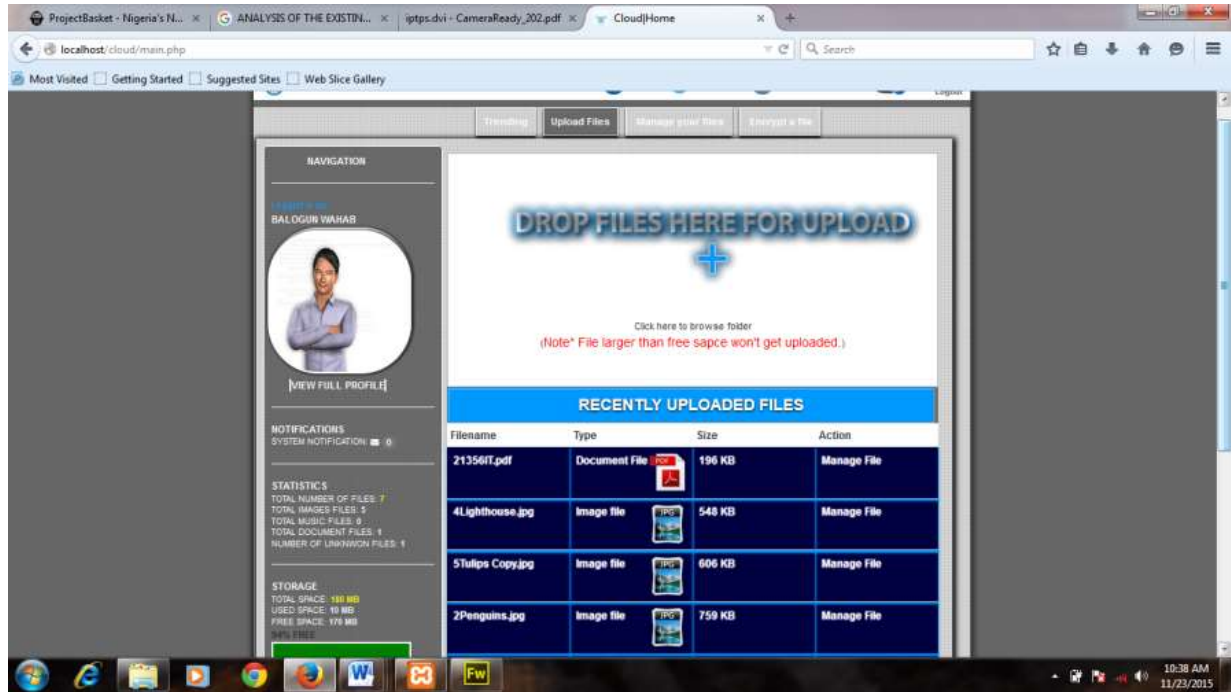 ProjectBasket - Nigeria's N...
ANALYSIS OF THE EXISTIN...
iptps.dvi - CameraReady_202.pdf
Cloud|Home
localhost/cloud/main.php
Search
Most Visited Getting Started Suggested Sites Web Slice Gallery
Logout
Trending Upload Files Manage your files Encrypt a file
NAVIGATION
BALOGUN WAHAB
VIEW FULL PROFILE
NOTIFICATIONS
SYSTEM NOTIFICATION: 0
STATISTICS
TOTAL NUMBER OF FILES: 7
TOTAL IMAGES FILES: 5
TOTAL MUSIC FILES: 0
TOTAL DOCUMENT FILES: 1
NUMBER OF UNKNWON FILES: 1
STORAGE
TOTAL SPACE: 180 MB
USED SPACE: 10 MB
FREE SPACE: 170 MB
94% FREE
DROP FILES HERE FOR UPLOAD
+
Click here to browse folder
(Note* File larger than free sapce won't get uploaded.)
RECENTLY UPLOADED FILES
Filename Type Size Action
21356IT.pdf Document File PDF 196 KB Manage File
4Lighthouse.jpg Image file JPG 548 KB Manage File
5Tulips Copy.jpg Image file JPG 606 KB Manage File
2Penguins.jpg Image file JPG 759 KB Manage File
W
Fw
10:38 AM
11/23/2015